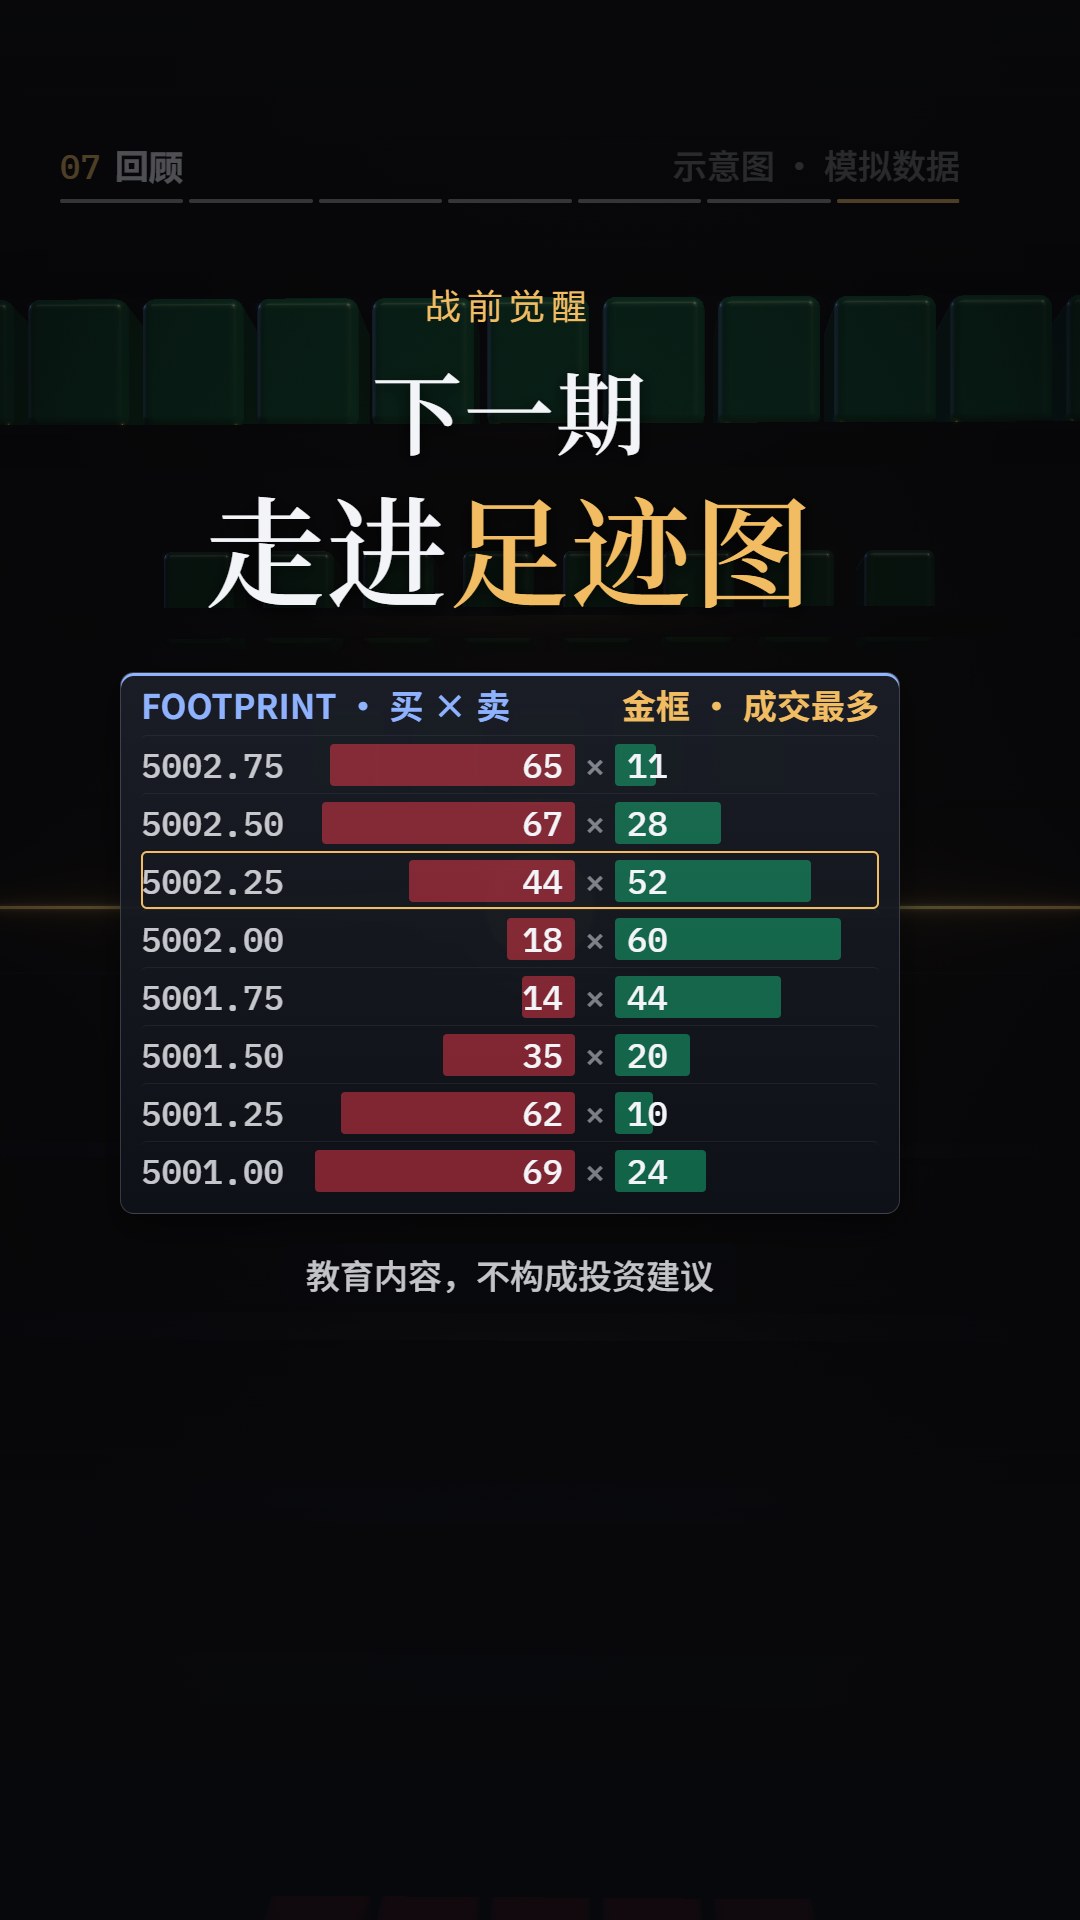 07 回顾 示意图 · 模拟数据
战前觉醒
下一期
走进足迹图
FOOTPRINT · 买 × 卖 金框 · 成交最多
5002.75 65 × 11
5002.50 67 × 28
5002.25 44 × 52
5002.00 18 × 60
5001.75 14 × 44
5001.50 35 × 20
5001.25 62 × 10
5001.00 69 × 24
教育内容，不构成投资建议